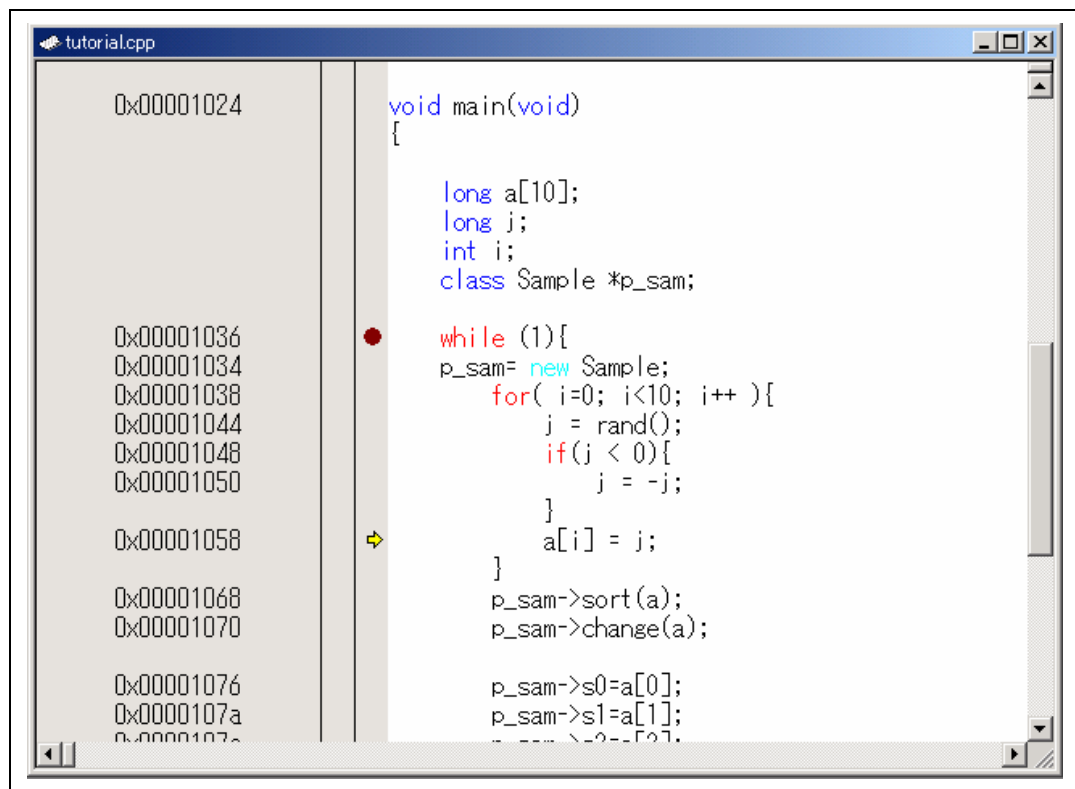 tutorial.cpp
0x00001024 void main(void)
{
long a[10];
long j;
int i;
class Sample *p_sam;
0x00001036 while (1){
0x00001034 p_sam= new Sample;
0x00001038 for( i=0; i<10; i++ ){
0x00001044 j = rand();
0x00001048 if(j < 0){
0x00001050 j = -j;
}
0x00001058 a[i] = j;
}
0x00001068 p_sam->sort(a);
0x00001070 p_sam->change(a);
0x00001076 p_sam->s0=a[0];
0x0000107a p_sam->s1=a[1];